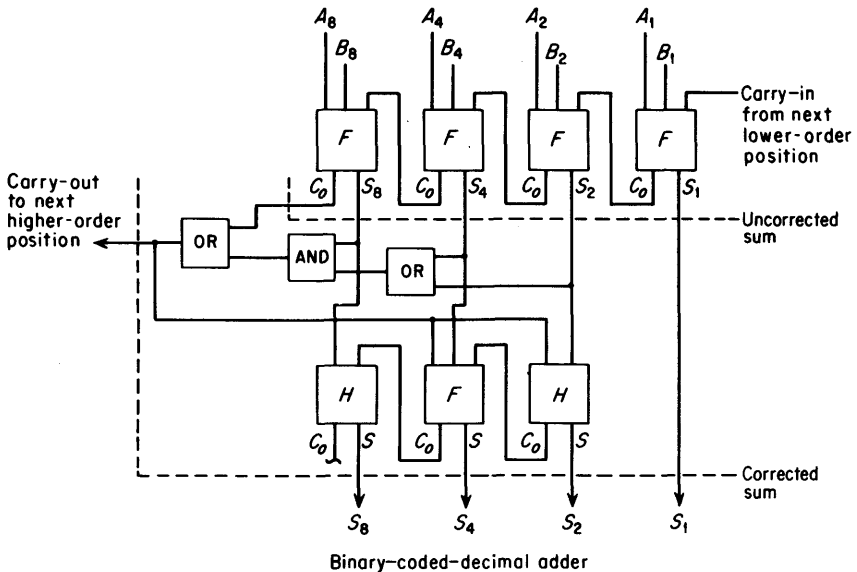 A₈ A₄ A₂ A₁
B₈ B₄ B₂ B₁
Carry-in
from next
lower-order
position
F F F F
Carry-out
to next
higher-order
position
C₀ S₈ C₀ S₄ C₀ S₂ C₀ S₁
Uncorrected
sum
OR AND OR
H F H
C₀ S C₀ S C₀ S
Corrected
sum
S₈ S₄ S₂ S₁
Binary-coded-decimal adder